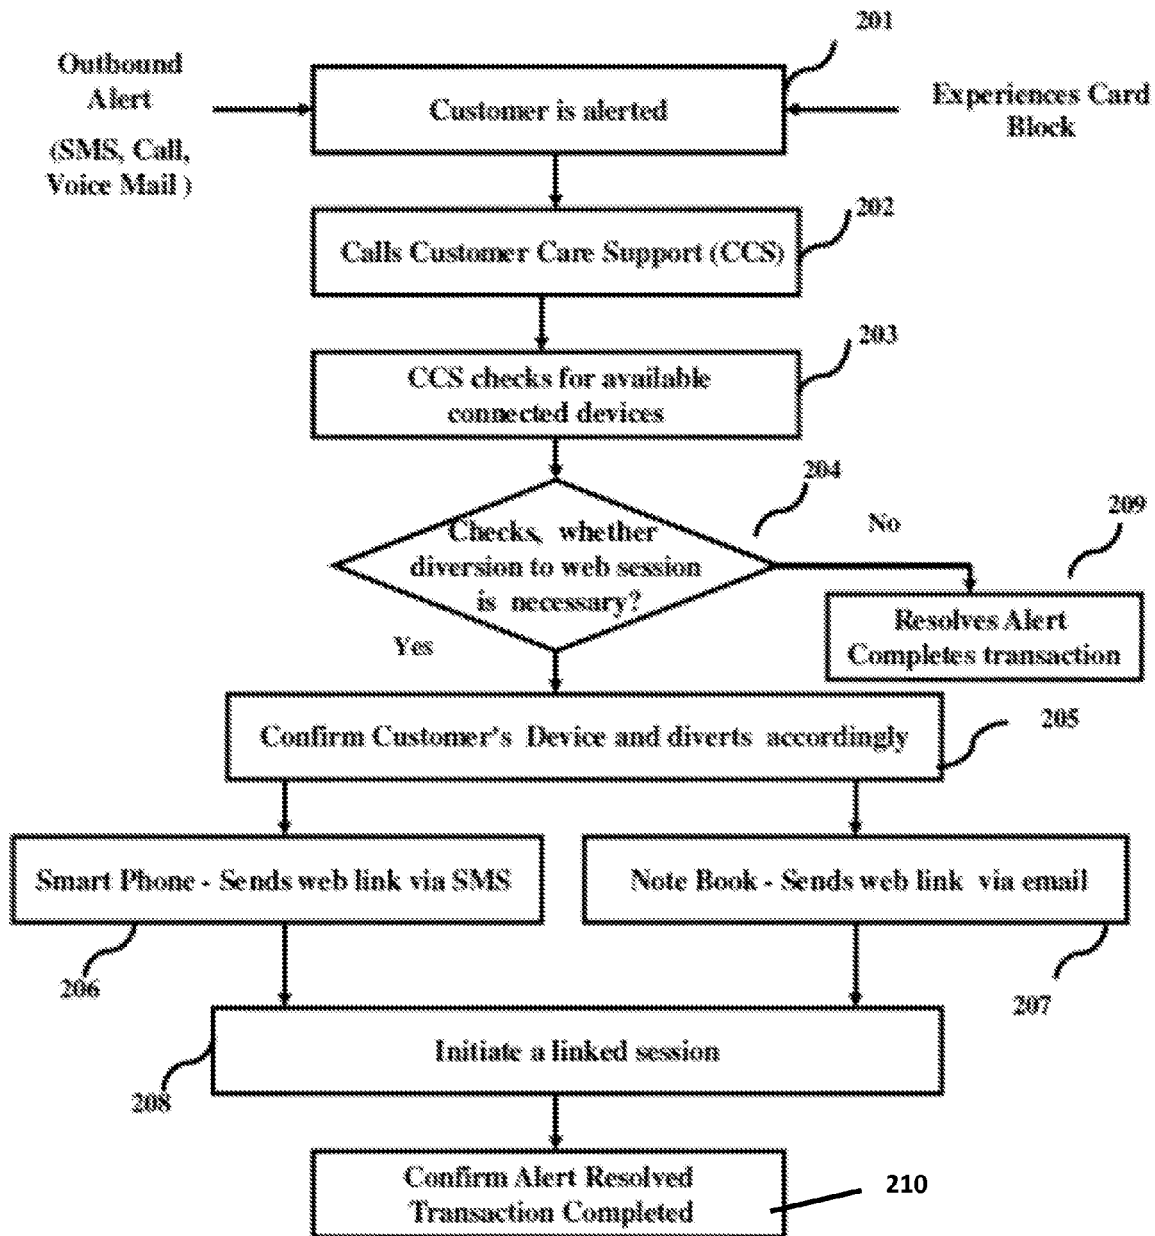 201
Outbound
Alert
(SMS, Call,
Voice Mail )
Customer is alerted
Experiences Card
Block
202
Calls Customer Care Support (CCS)
203
CCS checks for available
connected devices
204
Checks, whether
diversion to web session
is necessary?
No
209
Resolves Alert
Completes transaction
Yes
205
Confirm Customer's Device and diverts accordingly
Smart Phone - Sends web link via SMS
Note Book - Sends web link via email
206
207
Initiate a linked session
208
Confirm Alert Resolved
Transaction Completed
210